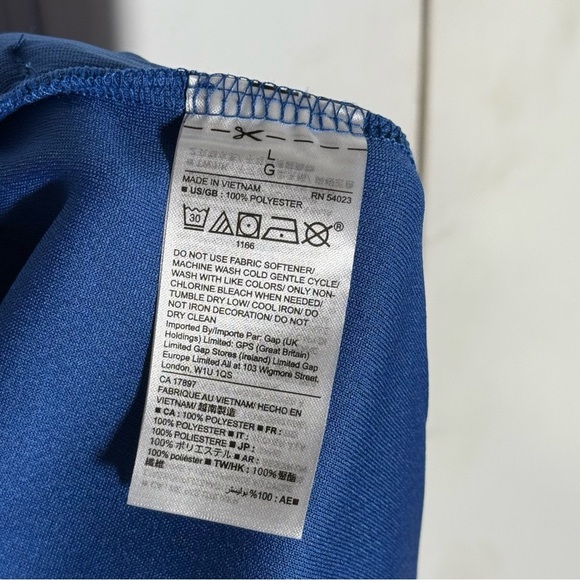 L
G
MADE IN VIETNAM RN 54023
■ US/GB : 100% POLYESTER
30 ®
1166
DO NOT USE FABRIC SOFTENER/
MACHINE WASH COLD GENTLE CYCLE/
WASH WITH LIKE COLORS/ ONLY NON-
CHLORINE BLEACH WHEN NEEDED/
TUMBLE DRY LOW/ COOL IRON/ DO
NOT IRON DECORATION/ DO NOT
DRY CLEAN
Imported By/Importe Par: Gap (UK
Holdings) Limited: GPS (Great Britain)
Limited Gap Stores (Ireland) Limited Gap
Europe Limited All at 103 Wigmore Street,
London, W1U 1QS
CA 17897
FABRIQUE AU VIETNAM/ HECHO EN
VIETNAM/ 越南製造
■ CA : 100% POLYESTER ■ FR :
100% POLYESTER ■ IT :
100% POLIESTERE ■ JP :
100% ポリエステル ■ AR :
100% poliéster ■ TW/HK : 100% 聚酯
纖維
■ AE : 100% بوليستر